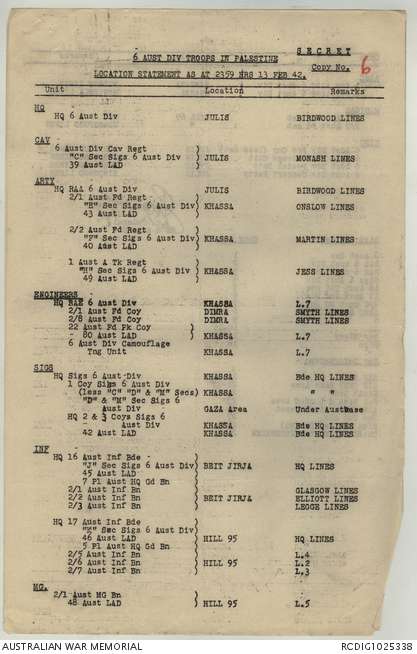 S E C R E T
6 AUST DIV TROOPS IN PALESTINE
Copy No. 6
LOCATION STATEMENT AS AT 2359 HRS 13 FEB 42.
Unit Location Remarks
HQ
HQ 6 Aust Div JULIS BIRDWOOD LINES
CAV
6 Aust Div Cav Regt )
"C" Sec Sigs 6 Aust Div ) JULIS MONASH LINES
39 Aust LAD )
ARTY
HQ RAA 6 Aust Div JULIS BIRDWOOD LINES
2/1 Aust Fd Regt )
"E" Sec Sigs 6 Aust Div ) KHASSA ONSLOW LINES
43 Aust LAD )
2/2 Aust Fd Regt )
"F" Sec Sigs 6 Aust Div ) KHASSA MARTIN LINES
40 Aust LAD )
1 Aust A Tk Regt )
"H" Sec Sigs 6 Aust Div ) KHASSA JESS LINES
49 Aust LAD )
ENGINEERS
HQ RAE 6 Aust Div KHASSA L.7
2/1 Aust Fd Coy DIMRA SMYTH LINES
2/8 Aust Fd Coy DIMRA SMYTH LINES
22 Aust Fd Pk Coy )
80 Aust LAD ) KHASSA L.7
6 Aust Div Camouflage
Tng Unit KHASSA L.7
SIGS
HQ Sigs 6 Aust Div KHASSA Bde HQ LINES
1 Coy Sigs 6 Aust Div )
(less "C" "D" & "M" Secs) KHASSA " "
"D" & "M" Sec Sigs 6
Aust Div GAZA Area Under Austbase
HQ 2 & 3 Coys Sigs 6
Aust Div KHASSA Bde HQ LINES
42 Aust LAD KHASSA Bde HQ LINES
INF
HQ 16 Aust Inf Bde )
"J" Sec Sigs 6 Aust Div ) BEIT JIRJA HQ LINES
45 Aust LAD )
7 Pl Aust HQ Gd Bn )
2/1 Aust Inf Bn ) GLASGOW LINES
2/2 Aust Inf Bn ) BEIT JIRJA ELLIOTT LINES
2/3 Aust Inf Bn ) LEGGE LINES
HQ 17 Aust Inf Bde )
"K" Sec Sigs 6 Aust Div )
46 Aust LAD ) HILL 95 HQ LINES
5 Pl Aust HQ Gd Bn )
2/5 Aust Inf Bn ) L.4
2/6 Aust Inf Bn ) HILL 95 L.2
2/7 Aust Inf Bn ) L.3
MG.
2/1 Aust MG Bn )
48 Aust LAD ) HILL 95 L.5
AUSTRALIAN WAR MEMORIAL RCDIG1025338